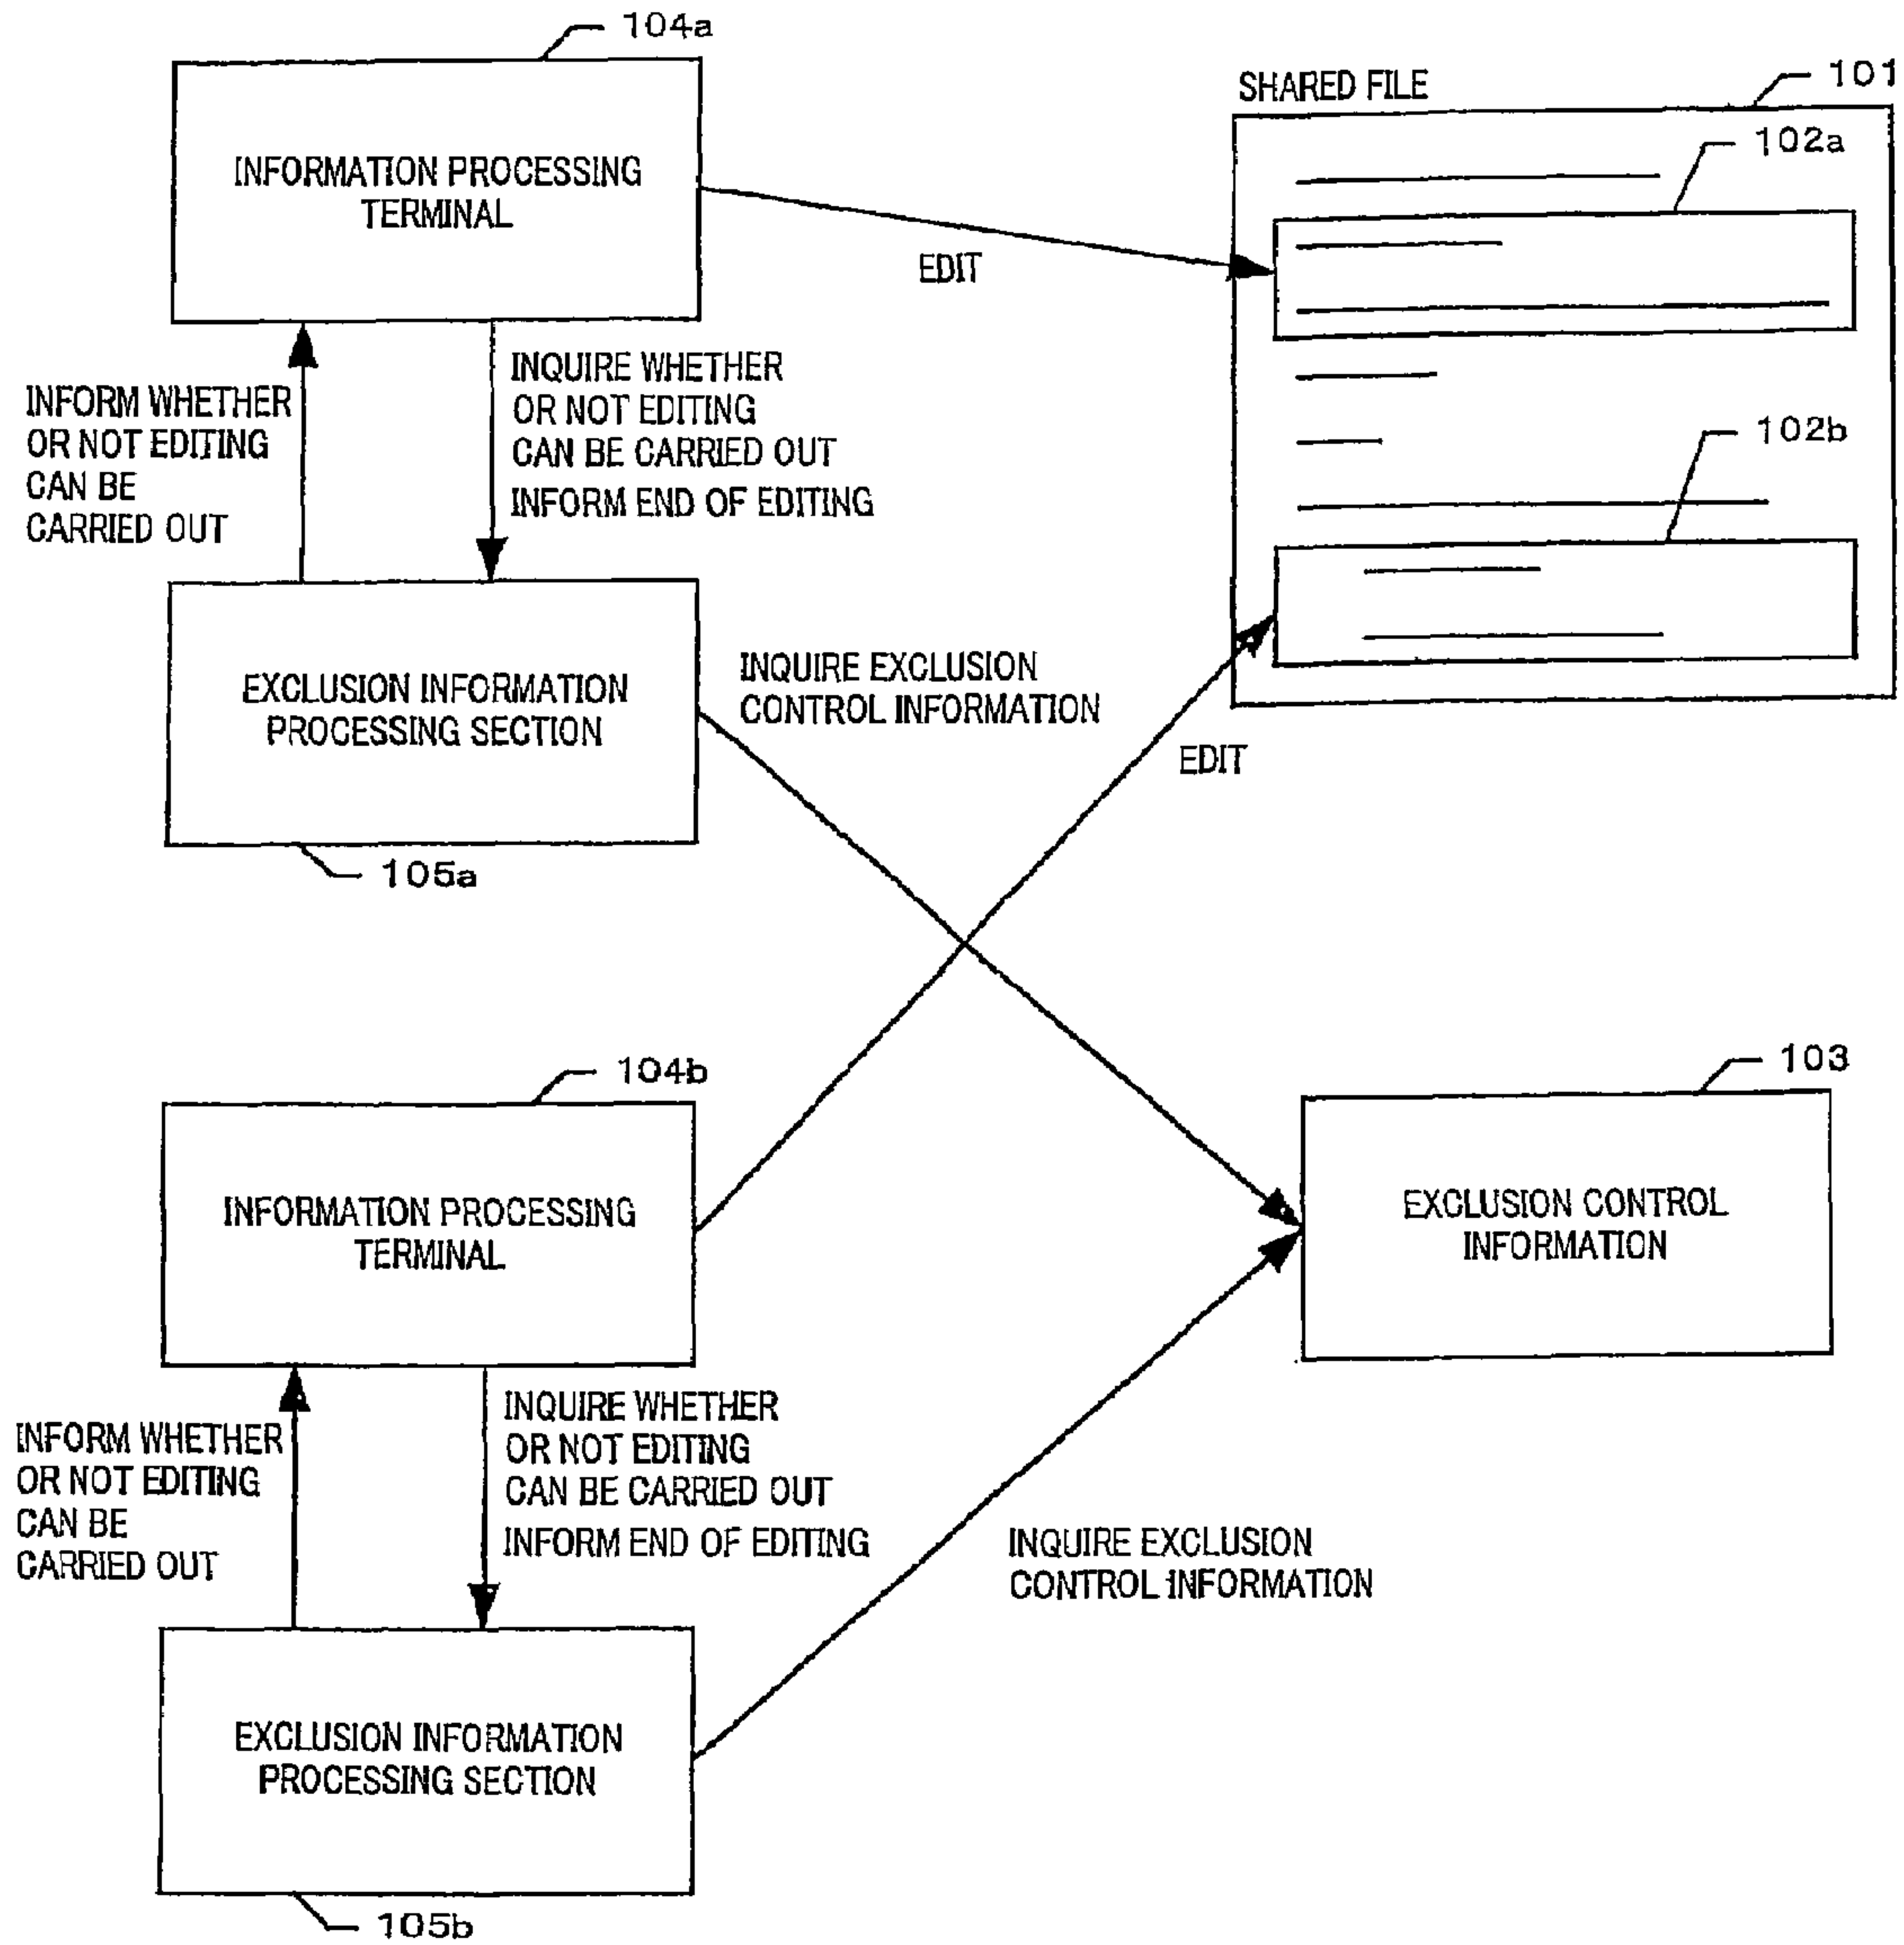 104a
101
SHARED FILE
102a
INFORMATION PROCESSING
TERMINAL
EDIT
INFORM WHETHER
OR NOT EDITING
CAN BE
CARRIED OUT
INQUIRE WHETHER
OR NOT EDITING
CAN BE CARRIED OUT
INFORM END OF EDITING
102b
EXCLUSION INFORMATION
PROCESSING SECTION
INQUIRE EXCLUSION
CONTROL INFORMATION
EDIT
105a
104b
103
INFORMATION PROCESSING
TERMINAL
EXCLUSION CONTROL
INFORMATION
INFORM WHETHER
OR NOT EDITING
CAN BE
CARRIED OUT
INQUIRE WHETHER
OR NOT EDITING
CAN BE CARRIED OUT
INFORM END OF EDITING
INQUIRE EXCLUSION
CONTROL INFORMATION
EXCLUSION INFORMATION
PROCESSING SECTION
105b